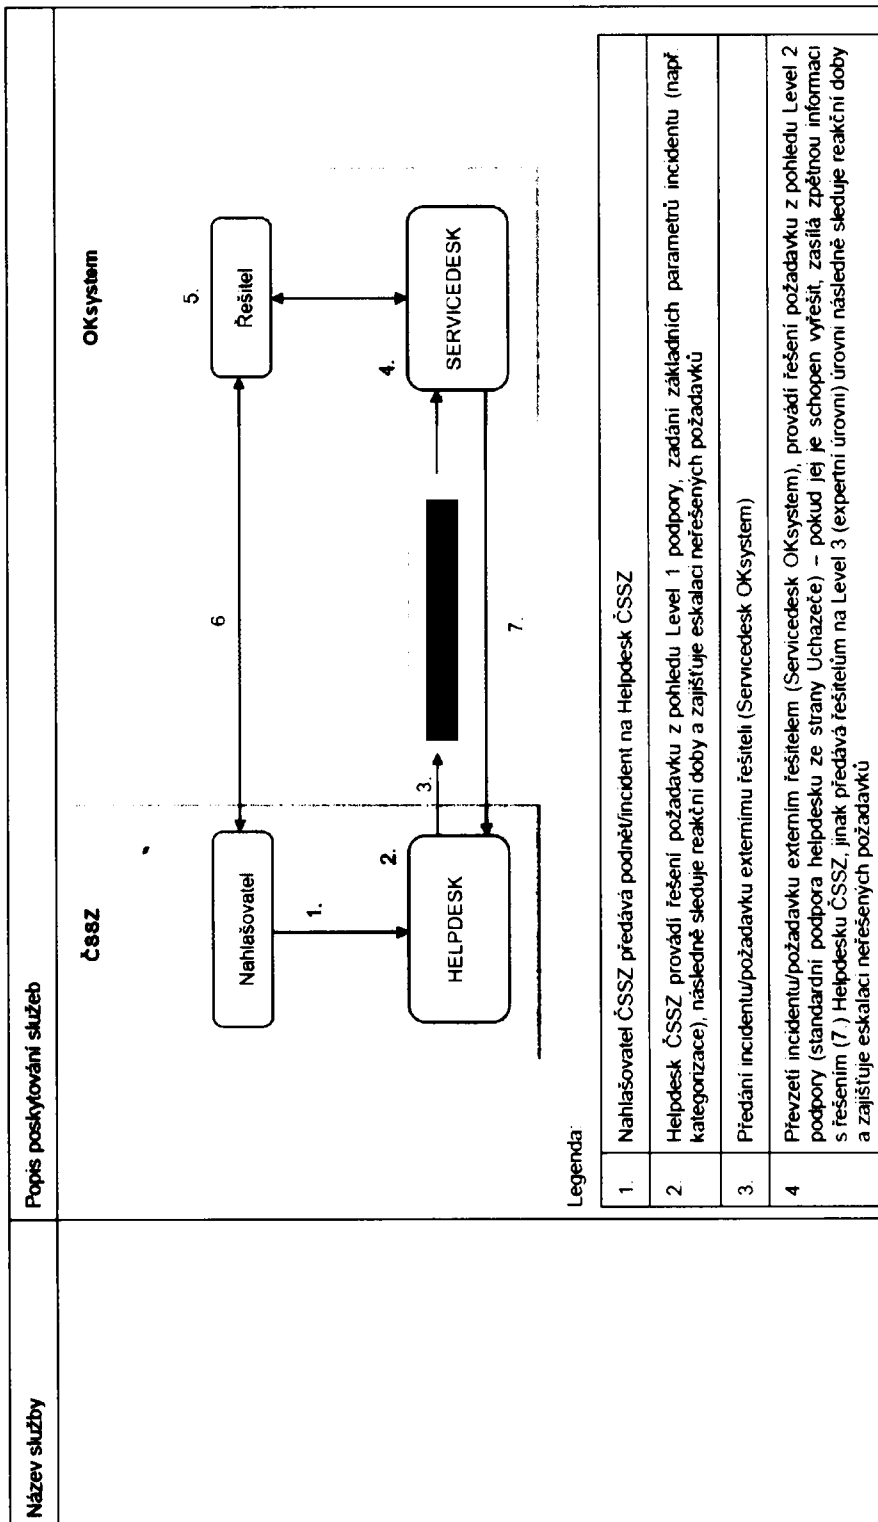 Název služby
Popis poskytování služeb
ČSSZ
OKsystem
Nahlašovatel
6
5.
Řešitel
1.
2.
HELPDESK
3.
4.
SERVICEDESK
7.
Legenda
1. Nahlašovatel ČSSZ předává podnět/incident na Helpdesk ČSSZ
2. Helpdesk ČSSZ provádí řešení požadavku z pohledu Level 1 podpory, zadání základních parametrů incidentu (např.
kategorizace), následně sleduje reakční doby a zajišťuje eskalaci neřešených požadavků
3. Předání incidentu/požadavku externímu řešiteli (Servicedesk OKsystem)
4 Převzetí incidentu/požadavku externím řešitelem (Servicedesk OKsystem), provádí řešení požadavku z pohledu Level 2
podpory (standardní podpora helpdesku ze strany Uchazeče) – pokud jej je schopen vyřešit, zasílá zpětnou informaci
s řešením (7.) Helpdesku ČSSZ, jinak předává řešitelům na Level 3 (expertní úrovni) úrovni následně sleduje reakční doby
a zajišťuje eskalaci neřešených požadavků